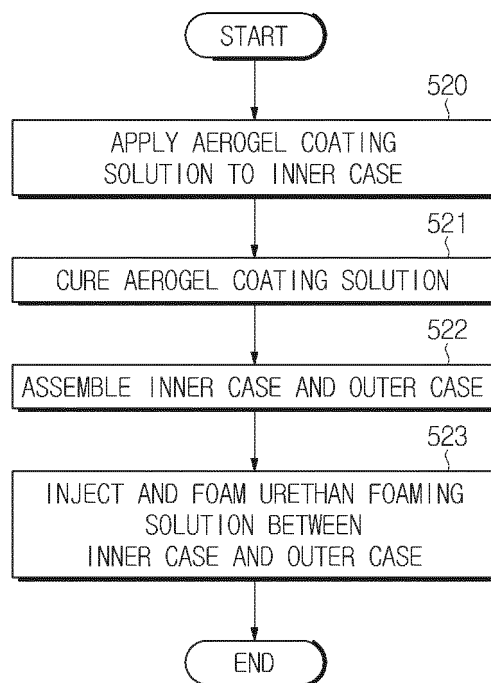 START
520
APPLY AEROGEL COATING
SOLUTION TO INNER CASE
521
CURE AEROGEL COATING SOLUTION
522
ASSEMBLE INNER CASE AND OUTER CASE
523
INJECT AND FOAM URETHAN FOAMING
SOLUTION BETWEEN
INNER CASE AND OUTER CASE
END